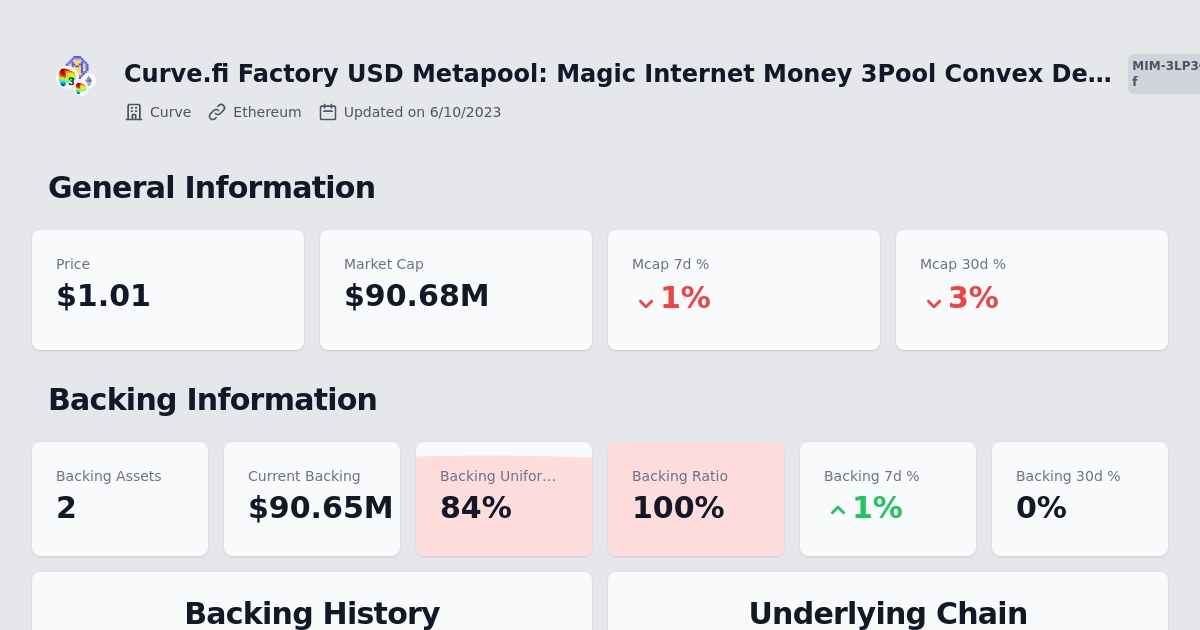 Curve.fi Factory USD Metapool: Magic Internet Money 3Pool Convex De…
MIM-3LP3
f
Curve Ethereum Updated on 6/10/2023
General Information
Price
$1.01
Market Cap
$90.68M
Mcap 7d %
1%
Mcap 30d %
3%
Backing Information
Backing Assets
2
Current Backing
$90.65M
Backing Unifor…
84%
Backing Ratio
100%
Backing 7d %
1%
Backing 30d %
0%
Backing History
Underlying Chain